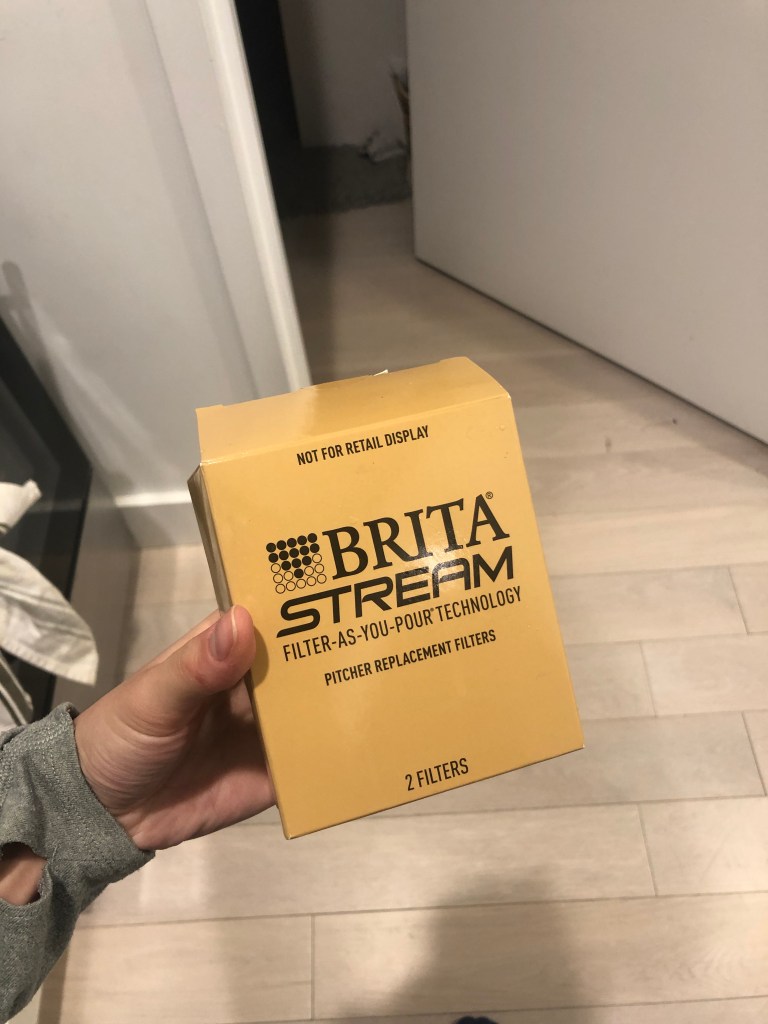 NOT FOR RETAIL DISPLAY
BRITA®
STREAM
FILTER-AS-YOU-POUR® TECHNOLOGY
PITCHER REPLACEMENT FILTERS
2 FILTERS